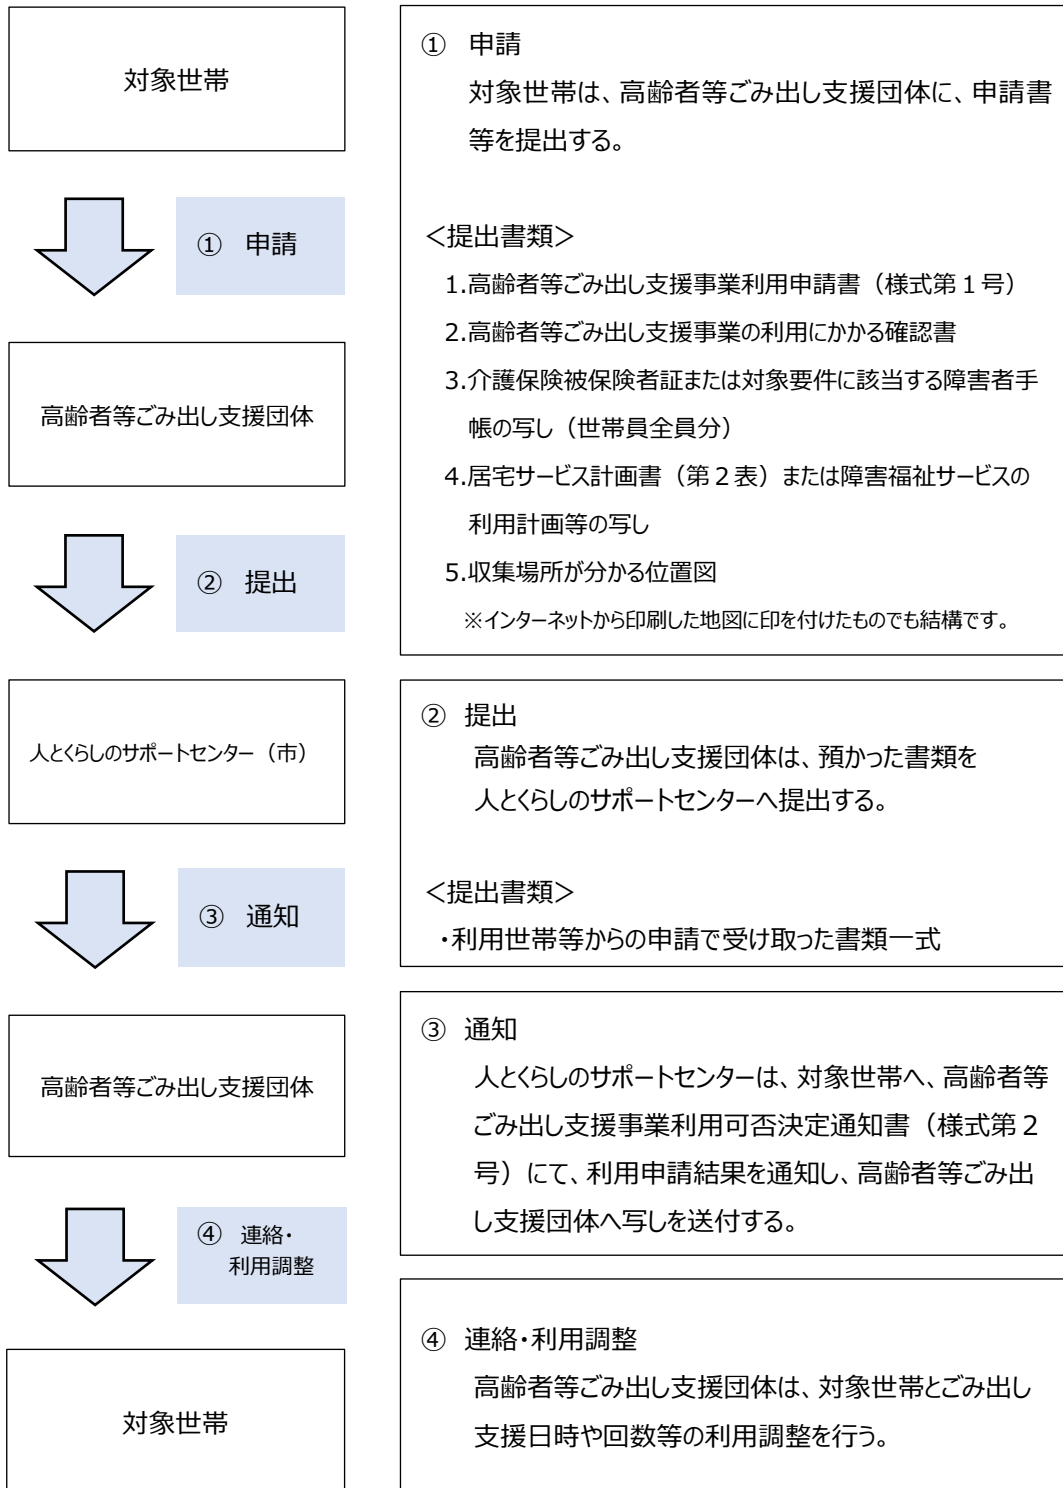 対象世帯
① 申請
高齢者等ごみ出し支援団体
② 提出
人とくらしのサポートセンター（市）
③ 通知
高齢者等ごみ出し支援団体
④ 連絡・
利用調整
対象世帯
① 申請
対象世帯は、高齢者等ごみ出し支援団体に、申請書
等を提出する。
＜提出書類＞
1.高齢者等ごみ出し支援事業利用申請書（様式第１号）
2.高齢者等ごみ出し支援事業の利用にかかる確認書
3.介護保険被保険者証または対象要件に該当する障害者手
帳の写し（世帯員全員分）
4.居宅サービス計画書（第２表）または障害福祉サービスの
利用計画等の写し
5.収集場所が分かる位置図
※インターネットから印刷した地図に印を付けたものでも結構です。
② 提出
高齢者等ごみ出し支援団体は、預かった書類を
人とくらしのサポートセンターへ提出する。
＜提出書類＞
・利用世帯等からの申請で受け取った書類一式
③ 通知
人とくらしのサポートセンターは、対象世帯へ、高齢者等
ごみ出し支援事業利用可否決定通知書（様式第２
号）にて、利用申請結果を通知し、高齢者等ごみ出
し支援団体へ写しを送付する。
④ 連絡・利用調整
高齢者等ごみ出し支援団体は、対象世帯とごみ出し
支援日時や回数等の利用調整を行う。